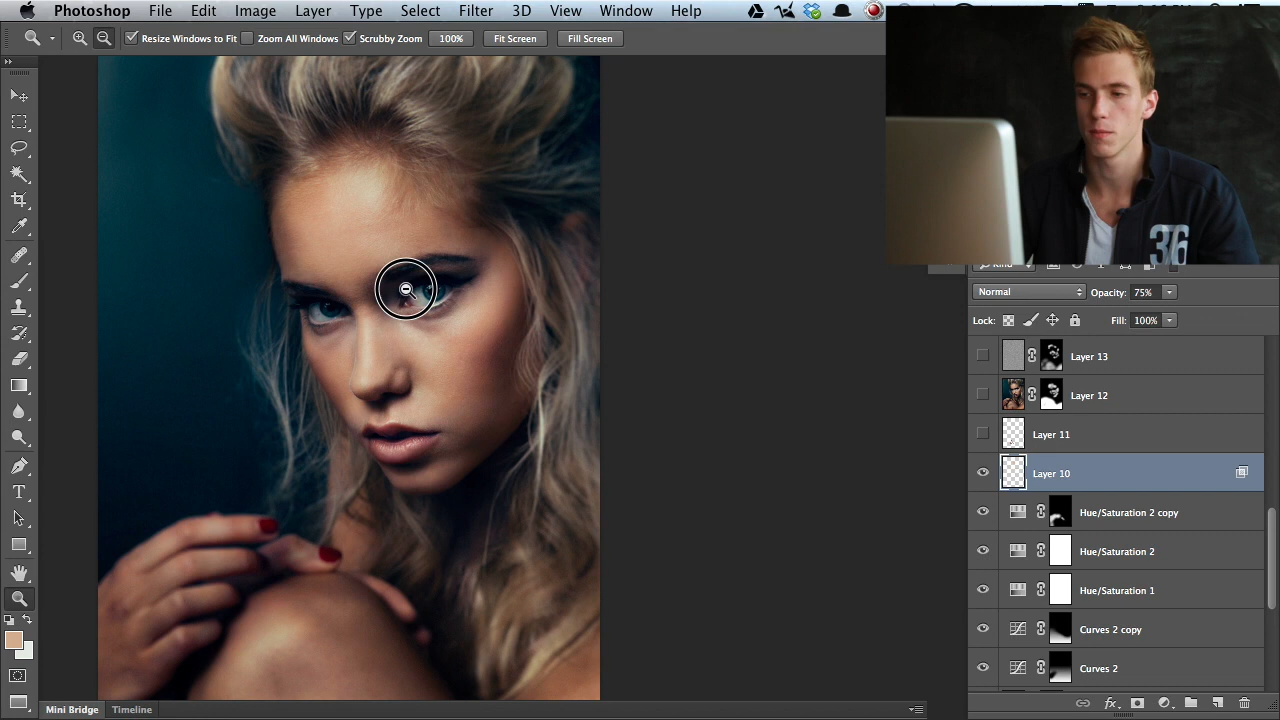 Photoshop File Edit Image Layer Type Select Filter 3D View Window Help
Resize Windows to Fit Zoom All Windows Scrubby Zoom 100% Fit Screen Fill Screen
36
Normal Opacity: 75%
Lock: Fill: 100%
Layer 13
Layer 12
Layer 11
Layer 10
Hue/Saturation 2 copy
Hue/Saturation 2
Hue/Saturation 1
Curves 2 copy
Curves 2
fx
T
Mini Bridge Timeline